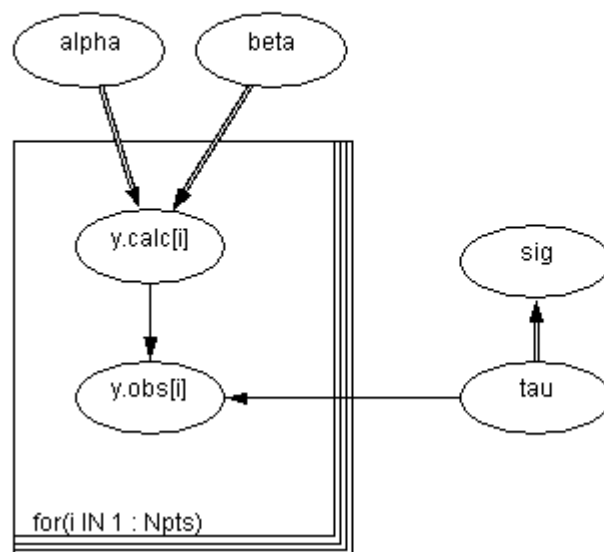 alpha
beta
y.calc[i]
sig
y.obs[i]
tau
for(i IN 1 : Npts)